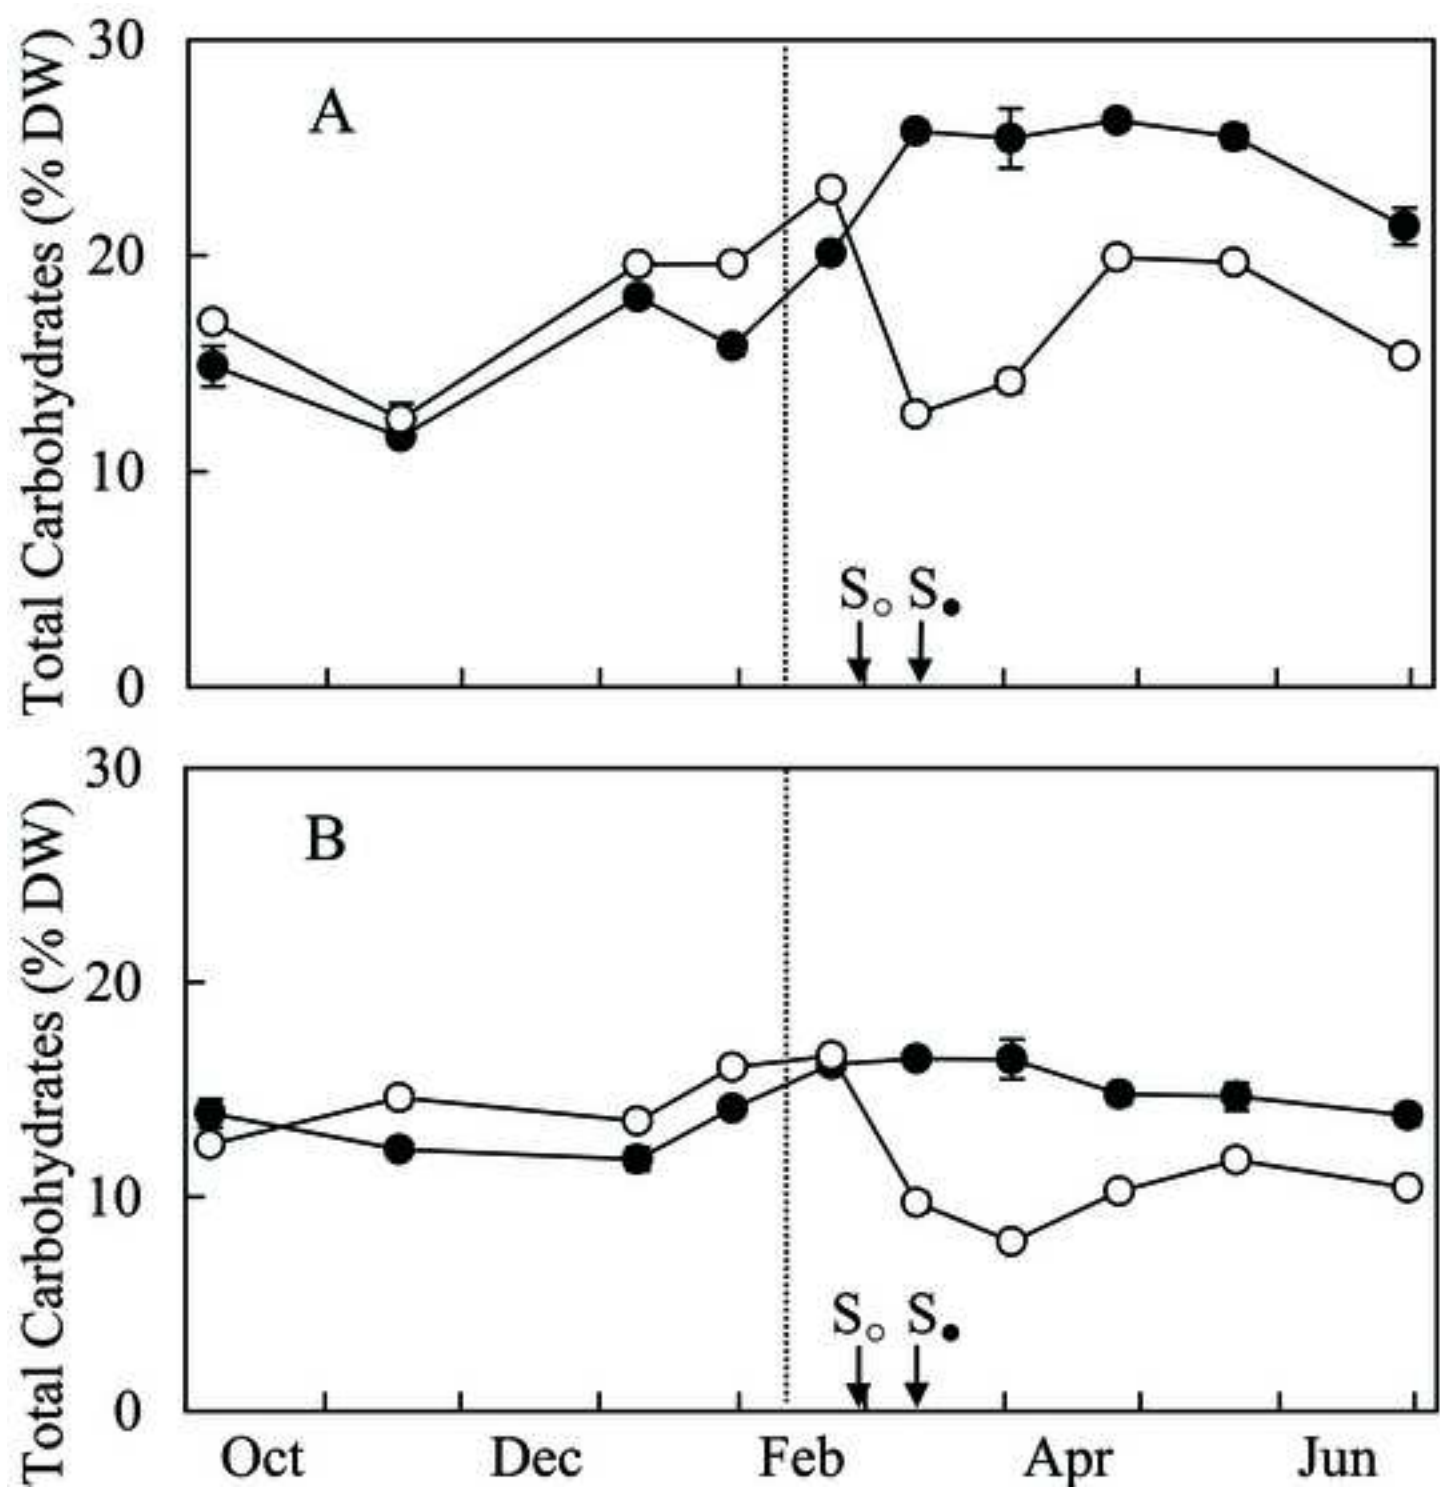 Total Carbohydrates (% DW)
30
20
10
0
A
S○ S●
Total Carbohydrates (% DW)
30
20
10
0
B
S○ S●
Oct Dec Feb Apr Jun